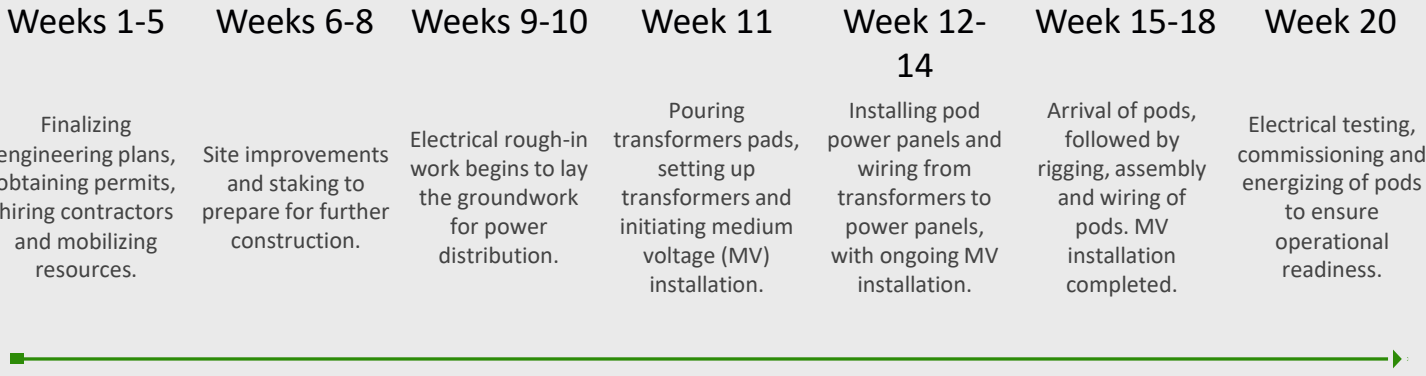 Weeks 1-5
Finalizing
engineering plans,
obtaining permits,
hiring contractors
and mobilizing
resources.
Weeks 6-8
Site improvements
and staking to
prepare for further
construction.
Weeks 9-10
Electrical rough-in
work begins to lay
the groundwork
for power
distribution.
Week 11
Pouring
transformers pads,
setting up
transformers and
initiating medium
voltage (MV)
installation.
Week 12-
14
Installing pod
power panels and
wiring from
transformers to
power panels,
with ongoing MV
installation.
Week 15-18
Arrival of pods,
followed by
rigging, assembly
and wiring of
pods. MV
installation
completed.
Week 20
Electrical testing,
commissioning and
energizing of pods
to ensure
operational
readiness.